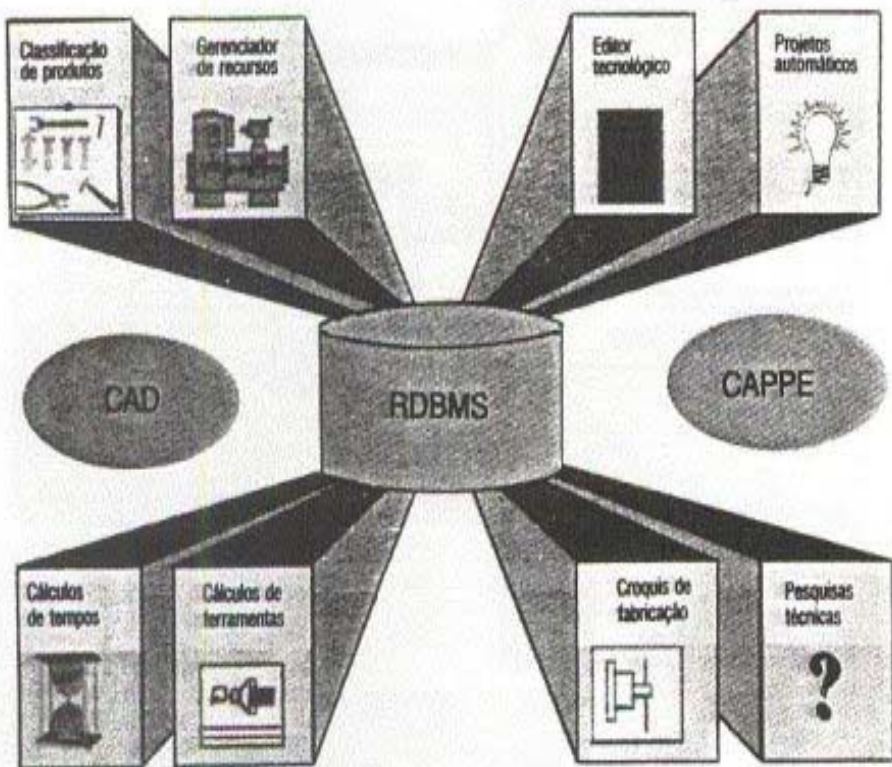 Classificação
de produtos
Gerenciador
de recursos
Editor
tecnológico
Projetos
automáticos
CAD
RDBMS
CAPPE
Cálculos
de tempos
Cálculos de
ferramentas
Croquis de
fabricação
Pesquisas
técnicas
?